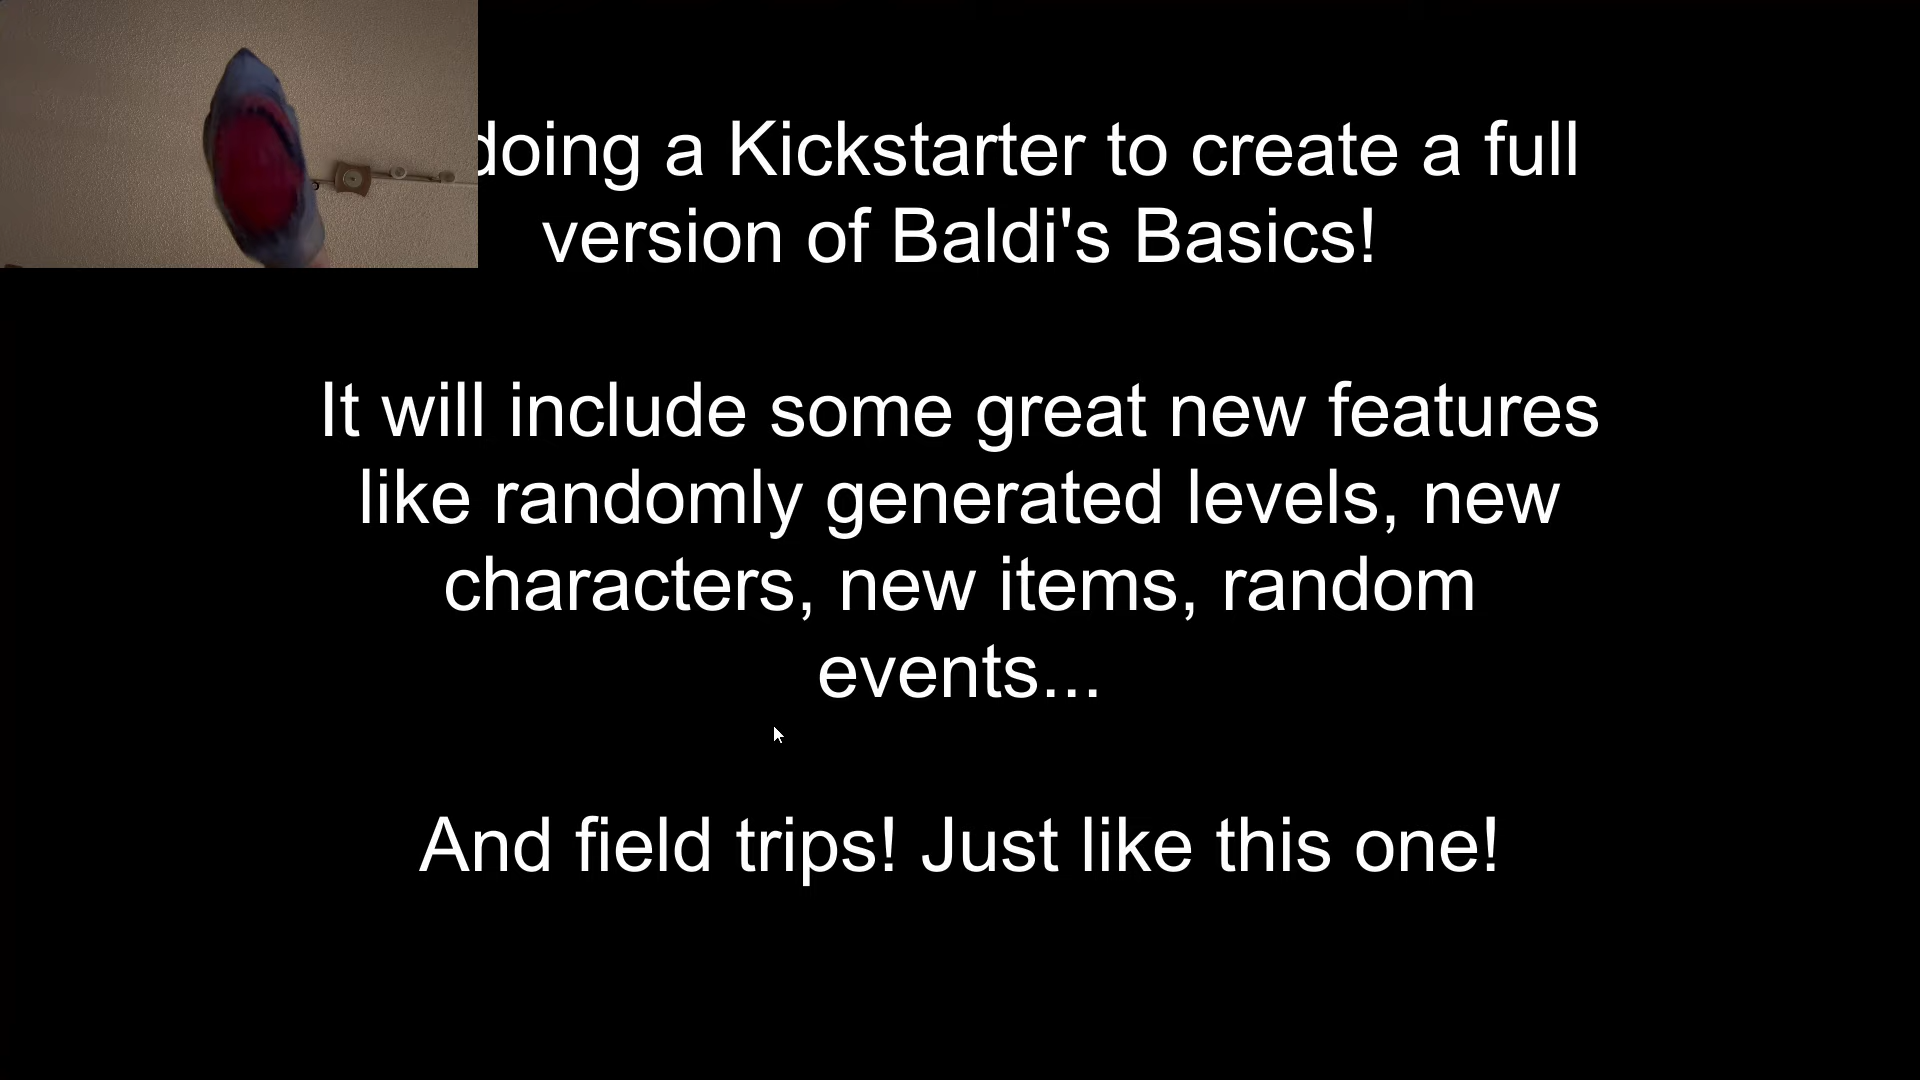 doing a Kickstarter to create a full
version of Baldi's Basics!
It will include some great new features
like randomly generated levels, new
characters, new items, random
events...
And field trips! Just like this one!